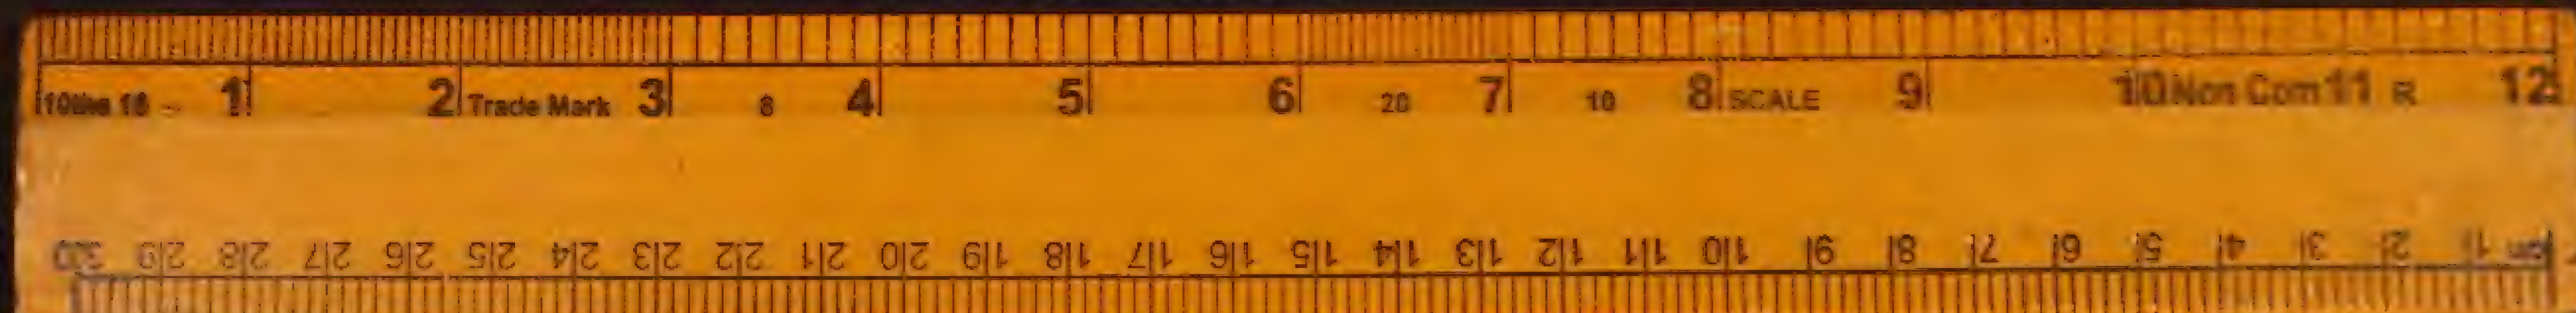 10ths 16 1 2 Trade Mark 3 8 4 5 6 20 7 10 8 SCALE 9 10 Non Com 11 R 12
30 29 28 27 26 25 24 23 22 21 20 19 18 17 16 15 14 13 12 11 10 9 8 7 6 5 4 3 2 1 cm